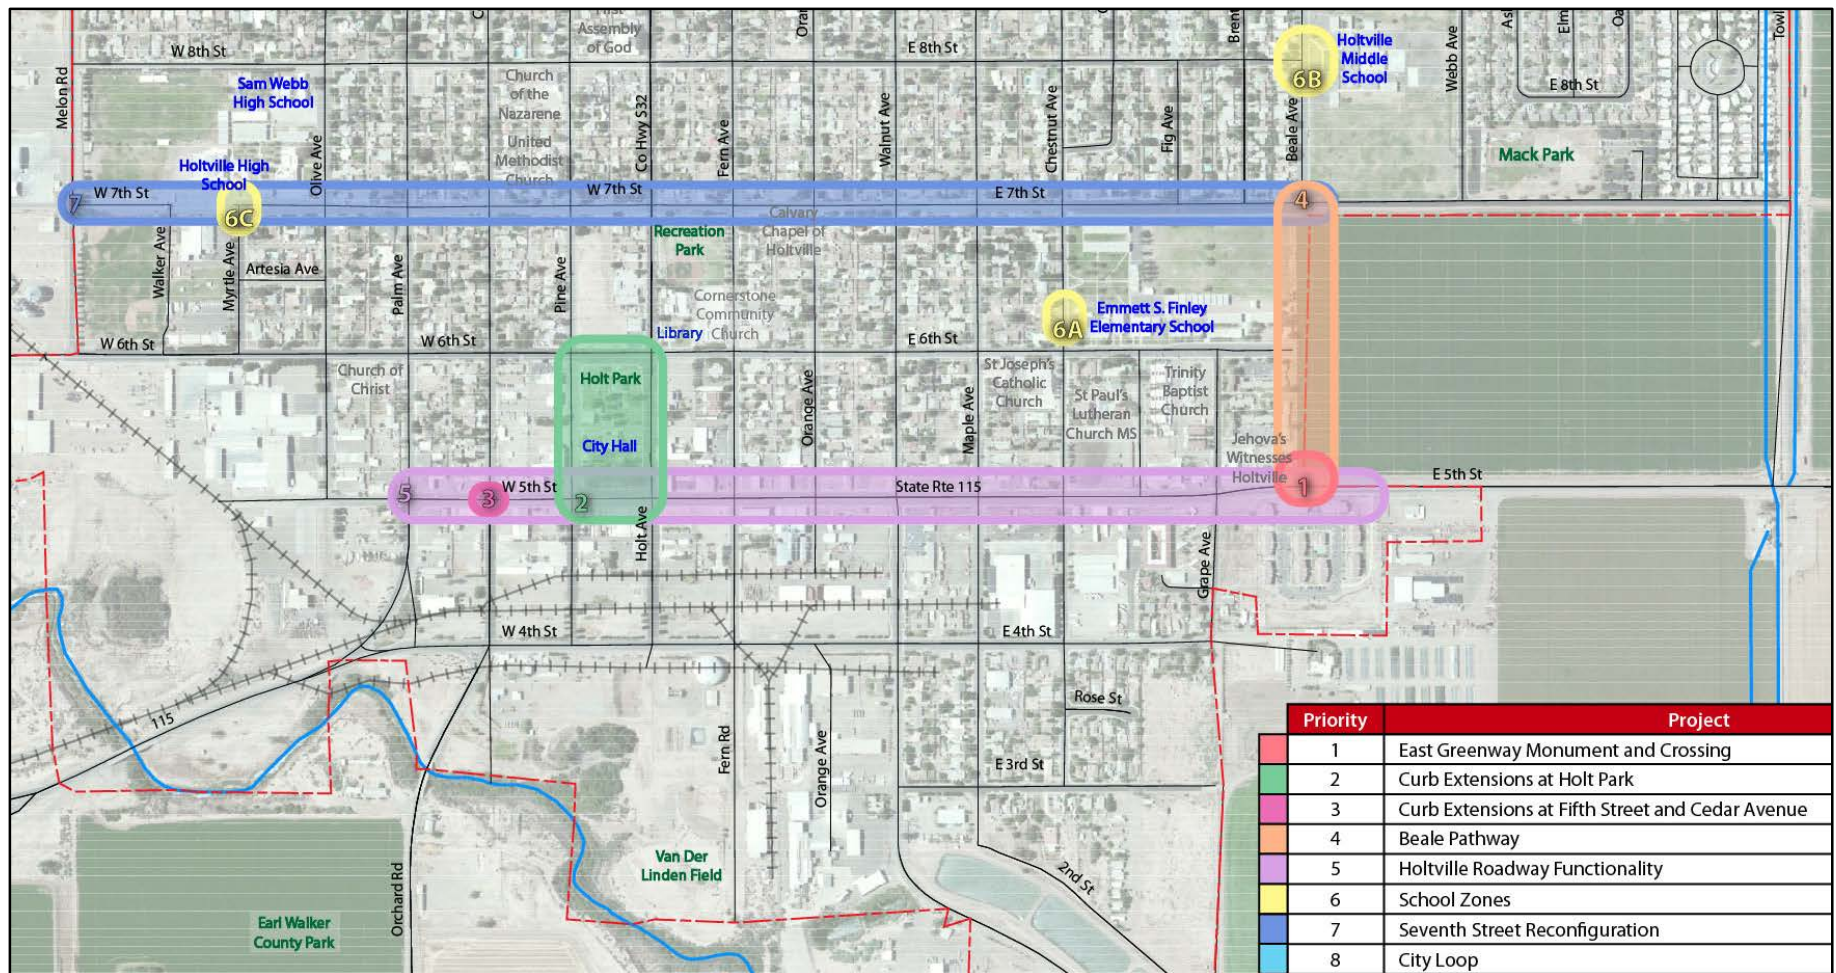 First
Assembly
of God
W 8th St
E 8th St
Holtville
Middle
School
6B
Webb Ave
E 8th St
Melon Rd
Sam Webb
High School
Church
of the
Nazarene
United
Methodist
Church
Co Hwy S32
Fern Ave
Walnut Ave
Chestnut Ave
Fig Ave
Beale Ave
Mack Park
Olive Ave
Holtville High
School
7
W 7th St
6C
W 7th St
E 7th St
4
Calvary
Chapel of
Holtville
Recreation
Park
Walker Ave
Myrtle Ave
Artesia Ave
Palm Ave
Pine Ave
Cornerstone
Community
Church
Library
6A
Emmett S. Finley
Elementary School
W 6th St
W 6th St
E 6th St
Church of
Christ
Holt Park
City Hall
Orange Ave
Maple Ave
St Joseph's
Catholic
Church
St Paul's
Lutheran
Church MS
Trinity
Baptist
Church
Jehova's
Witnesses
Holtville
5
3
W 5th St
2
State Rte 115
1
E 5th St
Holt Ave
Grape Ave
W 4th St
E 4th St
115
Rose St
Fern Rd
Orange Ave
E 3rd St
Orchard Rd
Van Der
Linden Field
2nd St
Earl Walker
County Park
Priority Project
1 East Greenway Monument and Crossing
2 Curb Extensions at Holt Park
3 Curb Extensions at Fifth Street and Cedar Avenue
4 Beale Pathway
5 Holtville Roadway Functionality
6 School Zones
7 Seventh Street Reconfiguration
8 City Loop